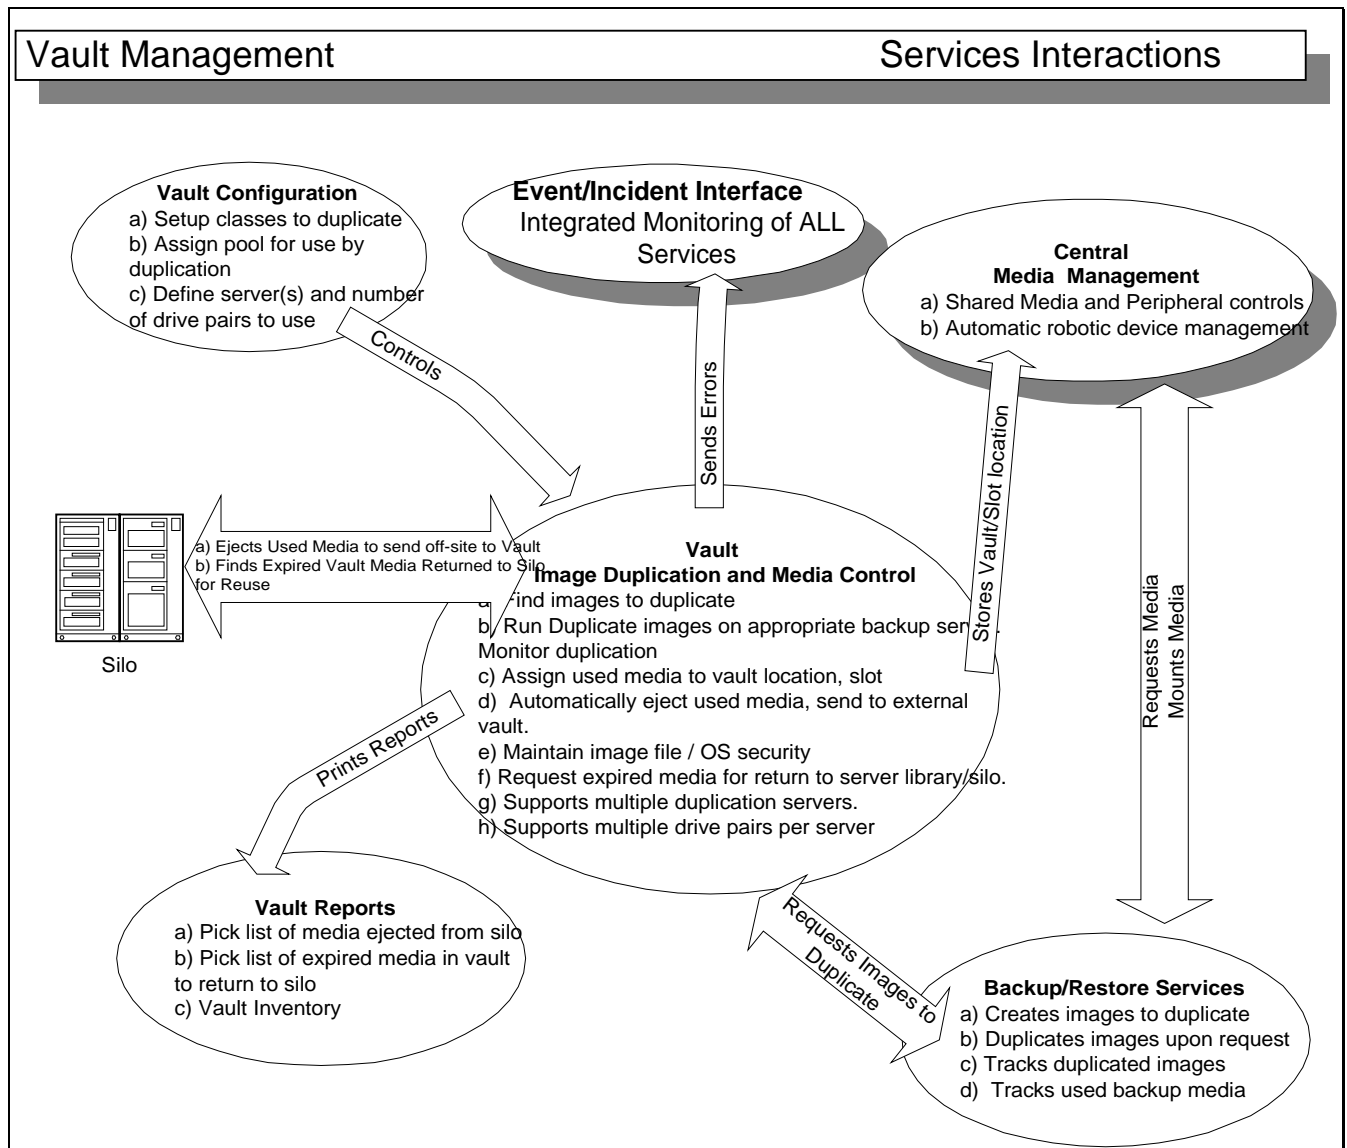 Vault Management
Services Interactions
Vault Configuration
a) Setup classes to duplicate
b) Assign pool for use by
duplication
c) Define server(s) and number
of drive pairs to use
Event/Incident Interface
Integrated Monitoring of ALL
Services
Central
Media Management
a) Shared Media and Peripheral controls
b) Automatic robotic device management
Controls
Sends Errors
Stores Vault/Slot location
Requests Media
Mounts Media
a) Ejects Used Media to send off-site to Vault
b) Finds Expired Vault Media Returned to Silo
for Reuse
Silo
Vault
Image Duplication and Media Control
a) Find images to duplicate
b) Run Duplicate images on appropriate backup
Monitor duplication
c) Assign used media to vault location, slot
d) Automatically eject used media, send to external
vault.
e) Maintain image file / OS security
f) Request expired media for return to server library/silo.
g) Supports multiple duplication servers.
h) Supports multiple drive pairs per server
Prints Reports
Vault Reports
a) Pick list of media ejected from silo
b) Pick list of expired media in vault
to return to silo
c) Vault Inventory
Requests Images to
Duplicate
Backup/Restore Services
a) Creates images to duplicate
b) Duplicates images upon request
c) Tracks duplicated images
d) Tracks used backup media